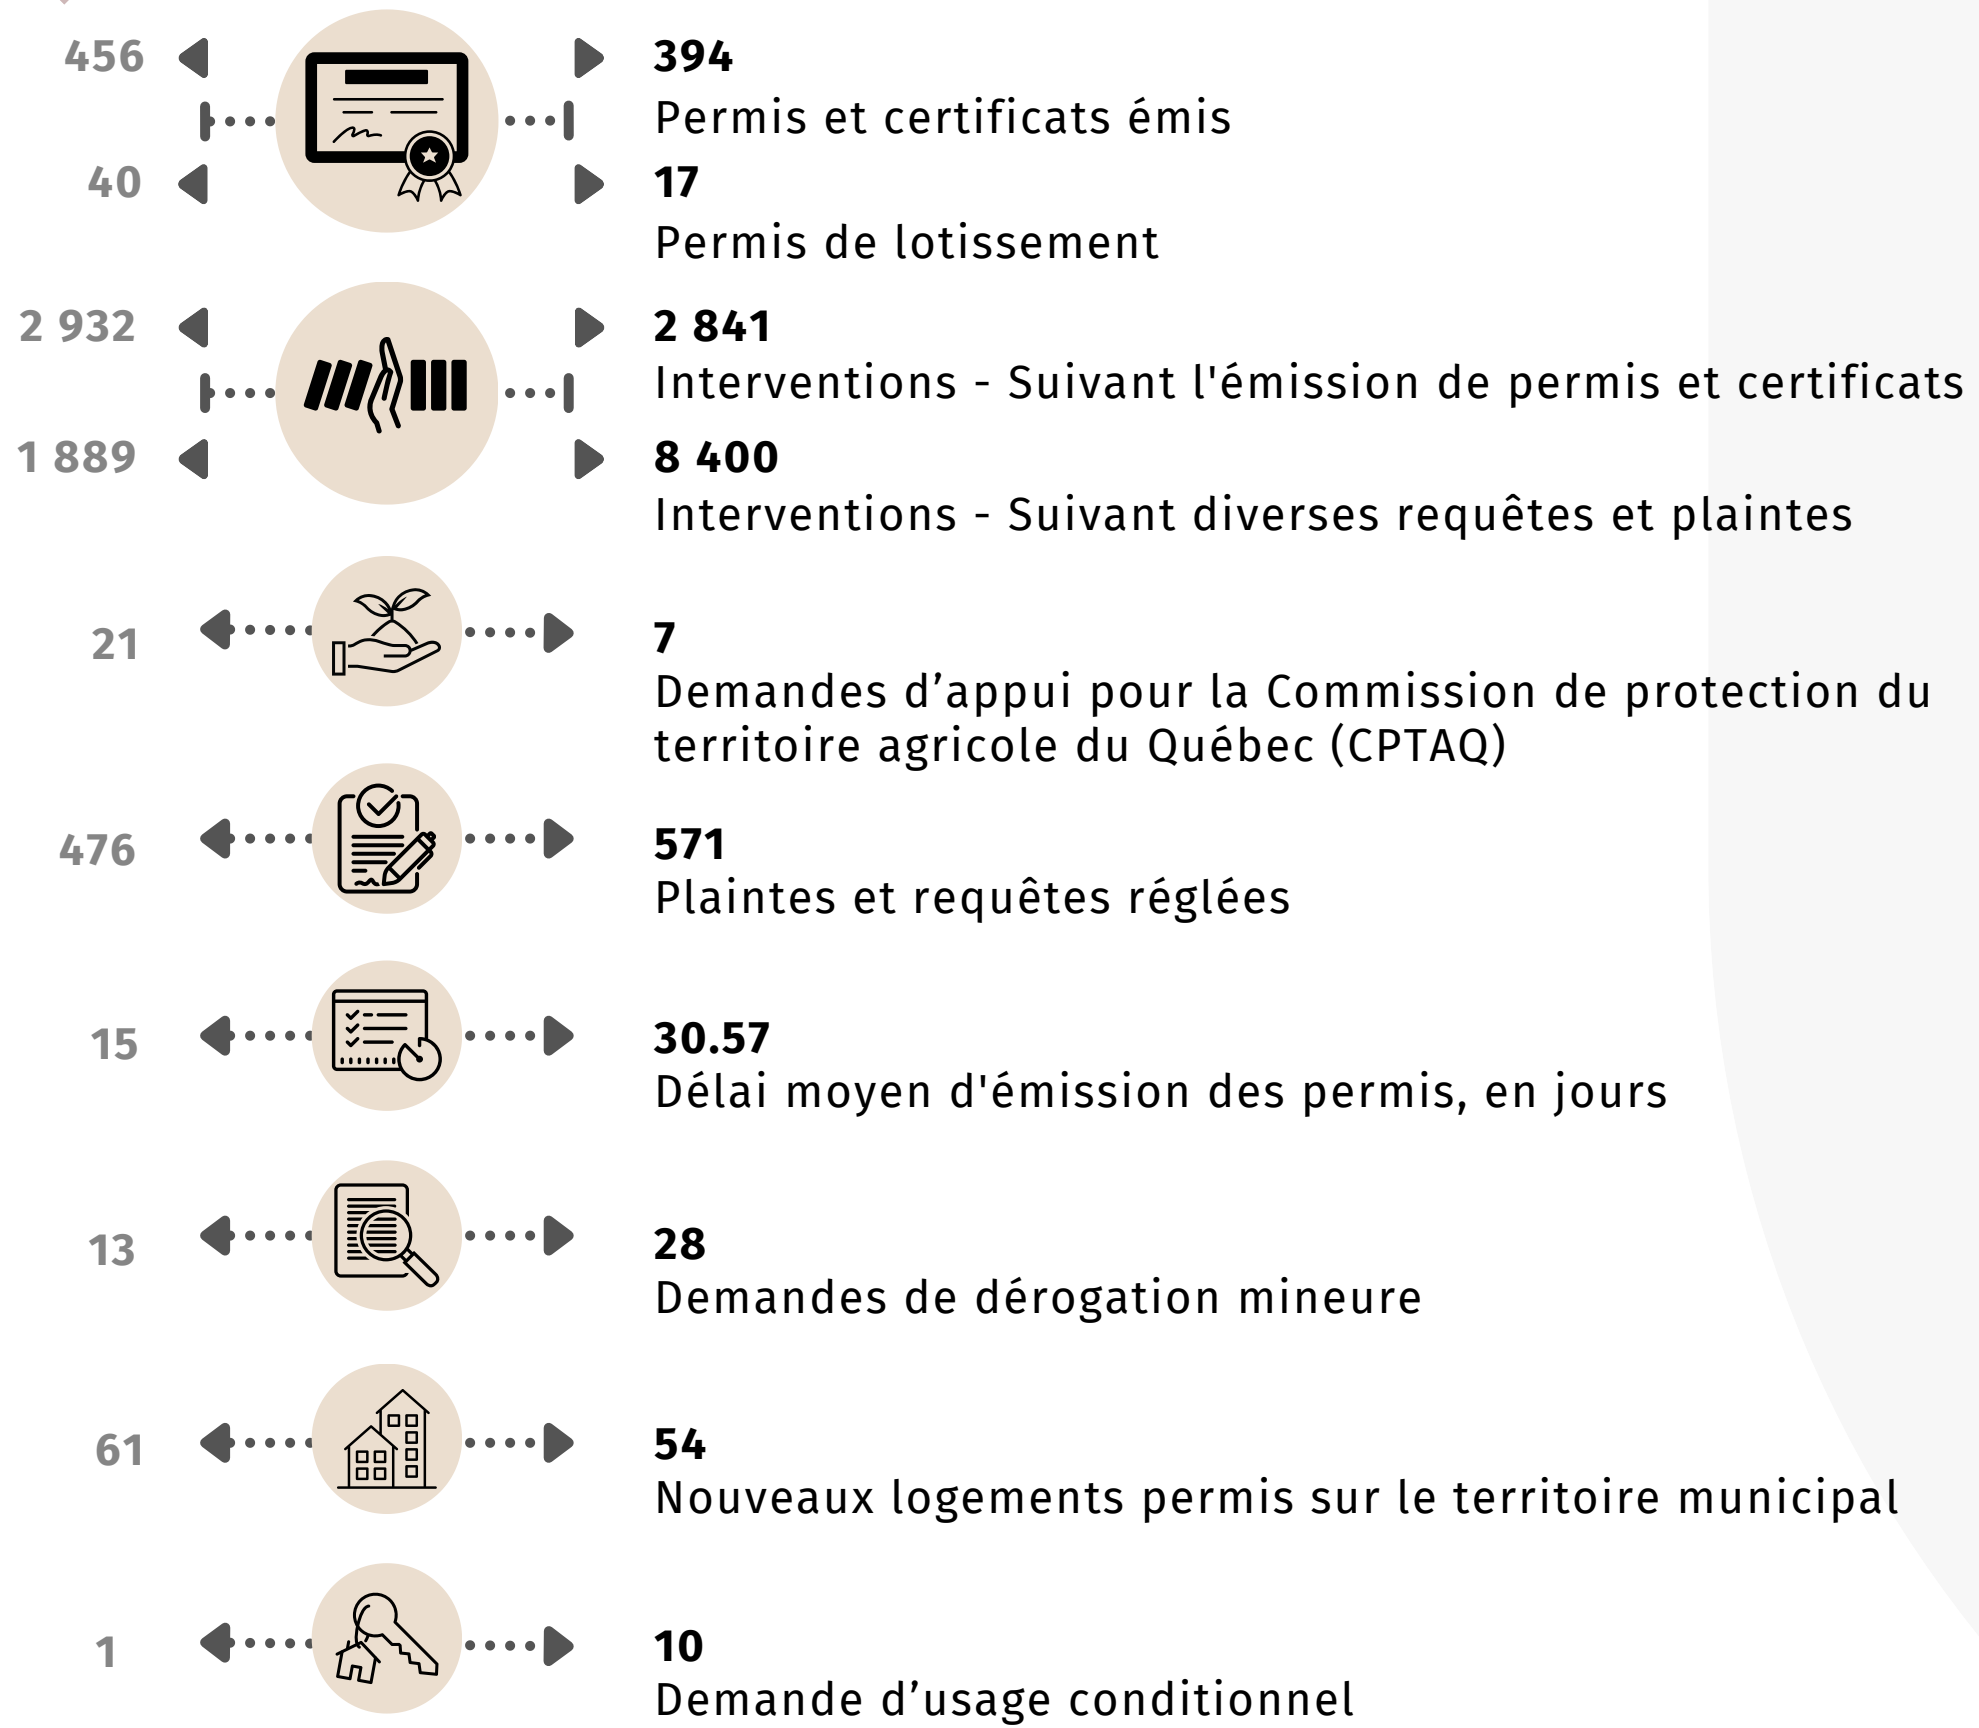 456
394
Permis et certificats émis
40
17
Permis de lotissement
2 932
2 841
Interventions - Suivant l'émission de permis et certificats
1 889
8 400
Interventions - Suivant diverses requêtes et plaintes
21
7
Demandes d’appui pour la Commission de protection du
territoire agricole du Québec (CPTAQ)
476
571
Plaintes et requêtes réglées
15
30.57
Délai moyen d'émission des permis, en jours
13
28
Demandes de dérogation mineure
61
54
Nouveaux logements permis sur le territoire municipal
1
10
Demande d’usage conditionnel